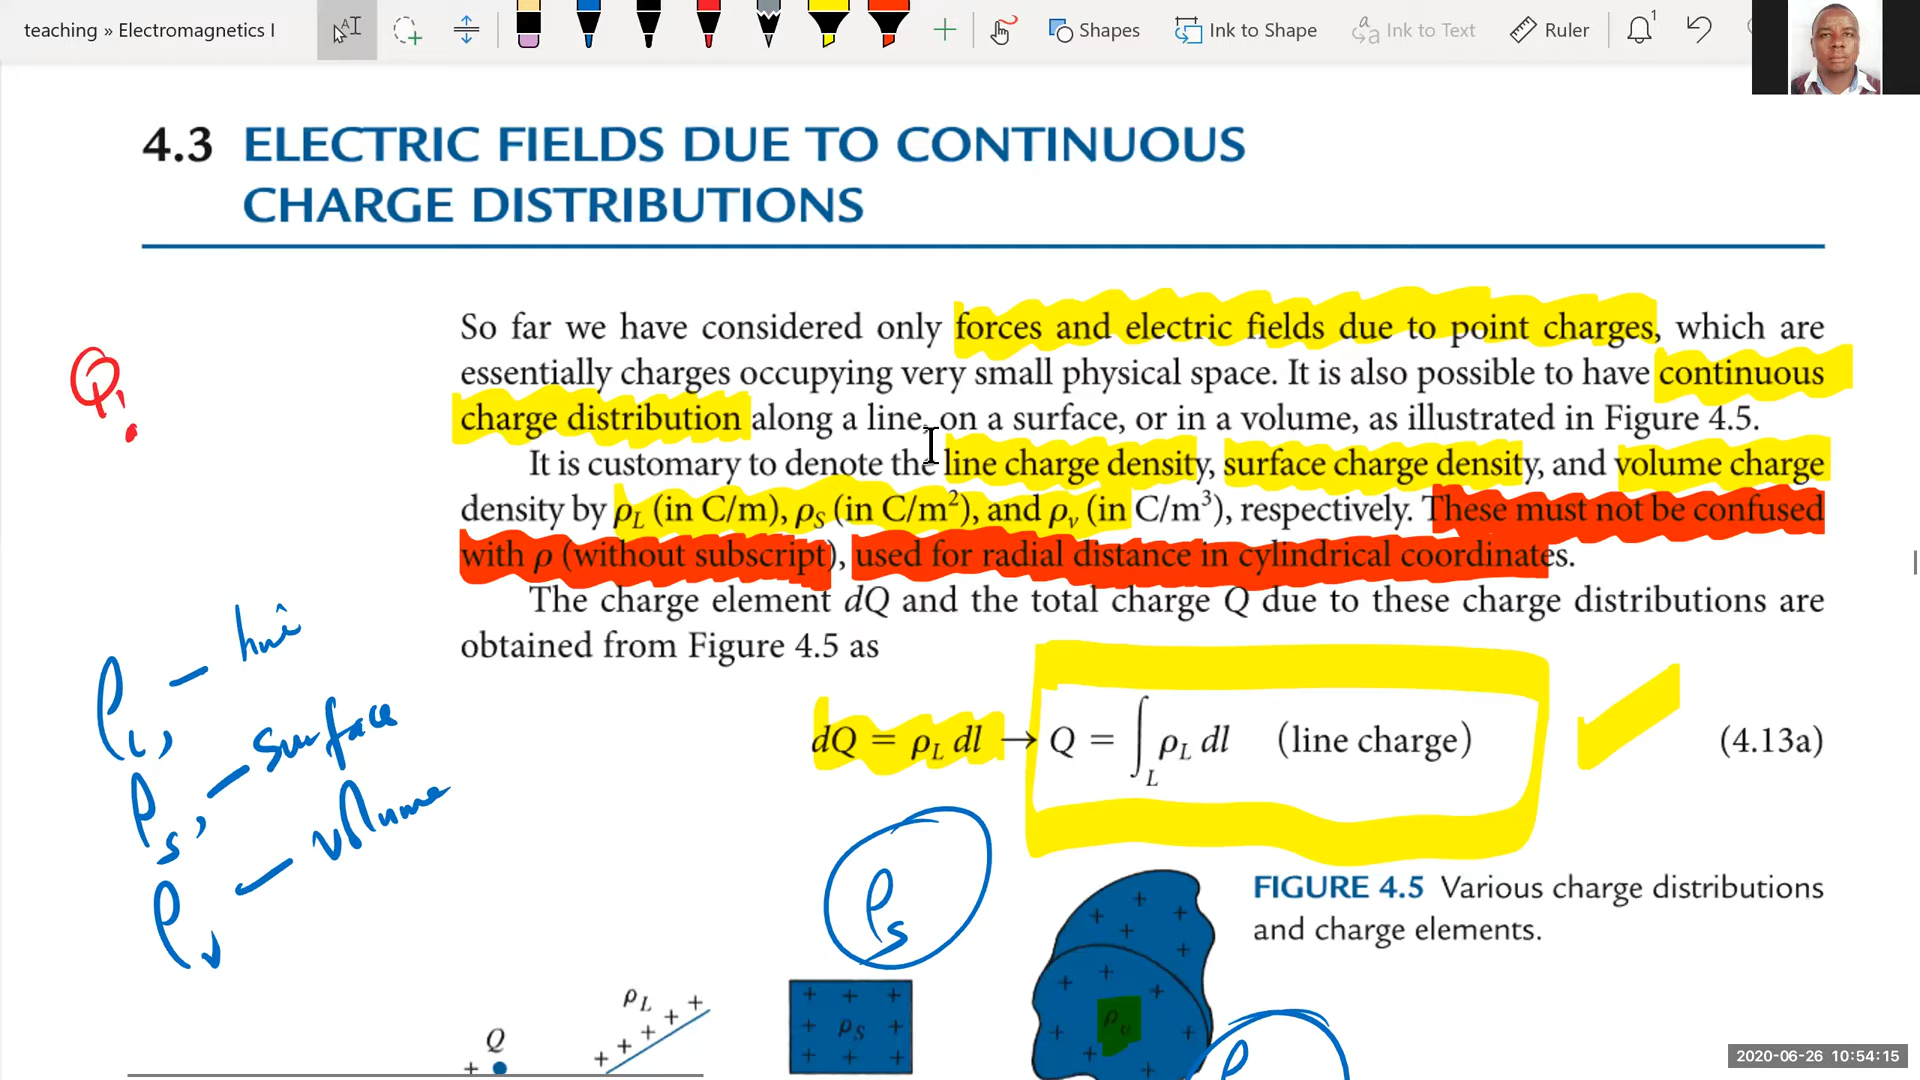 teaching » Electromagnetics I
Shapes
Ink to Shape
Ink to Text
Ruler
1
4.3 ELECTRIC FIELDS DUE TO CONTINUOUS
CHARGE DISTRIBUTIONS
So far we have considered only forces and electric fields due to point charges, which are
essentially charges occupying very small physical space. It is also possible to have continuous
charge distribution along a line, on a surface, or in a volume, as illustrated in Figure 4.5.
It is customary to denote the line charge density, surface charge density, and volume charge
density by ρL (in C/m), ρS (in C/m²), and ρv (in C/m³), respectively. These must not be confused
with ρ (without subscript), used for radial distance in cylindrical coordinates.
The charge element dQ and the total charge Q due to these charge distributions are
obtained from Figure 4.5 as
dQ = ρL dl → Q = ∫L ρL dl (line charge) (4.13a)
ρL, —
ρs, — surface
ρv — volume
ρs
FIGURE 4.5 Various charge distributions
and charge elements.
Q
+
ρL
+ + + + +
+ + +
+ ρS +
+ + +
ρv
ρ
2020-06-26 10:54:15